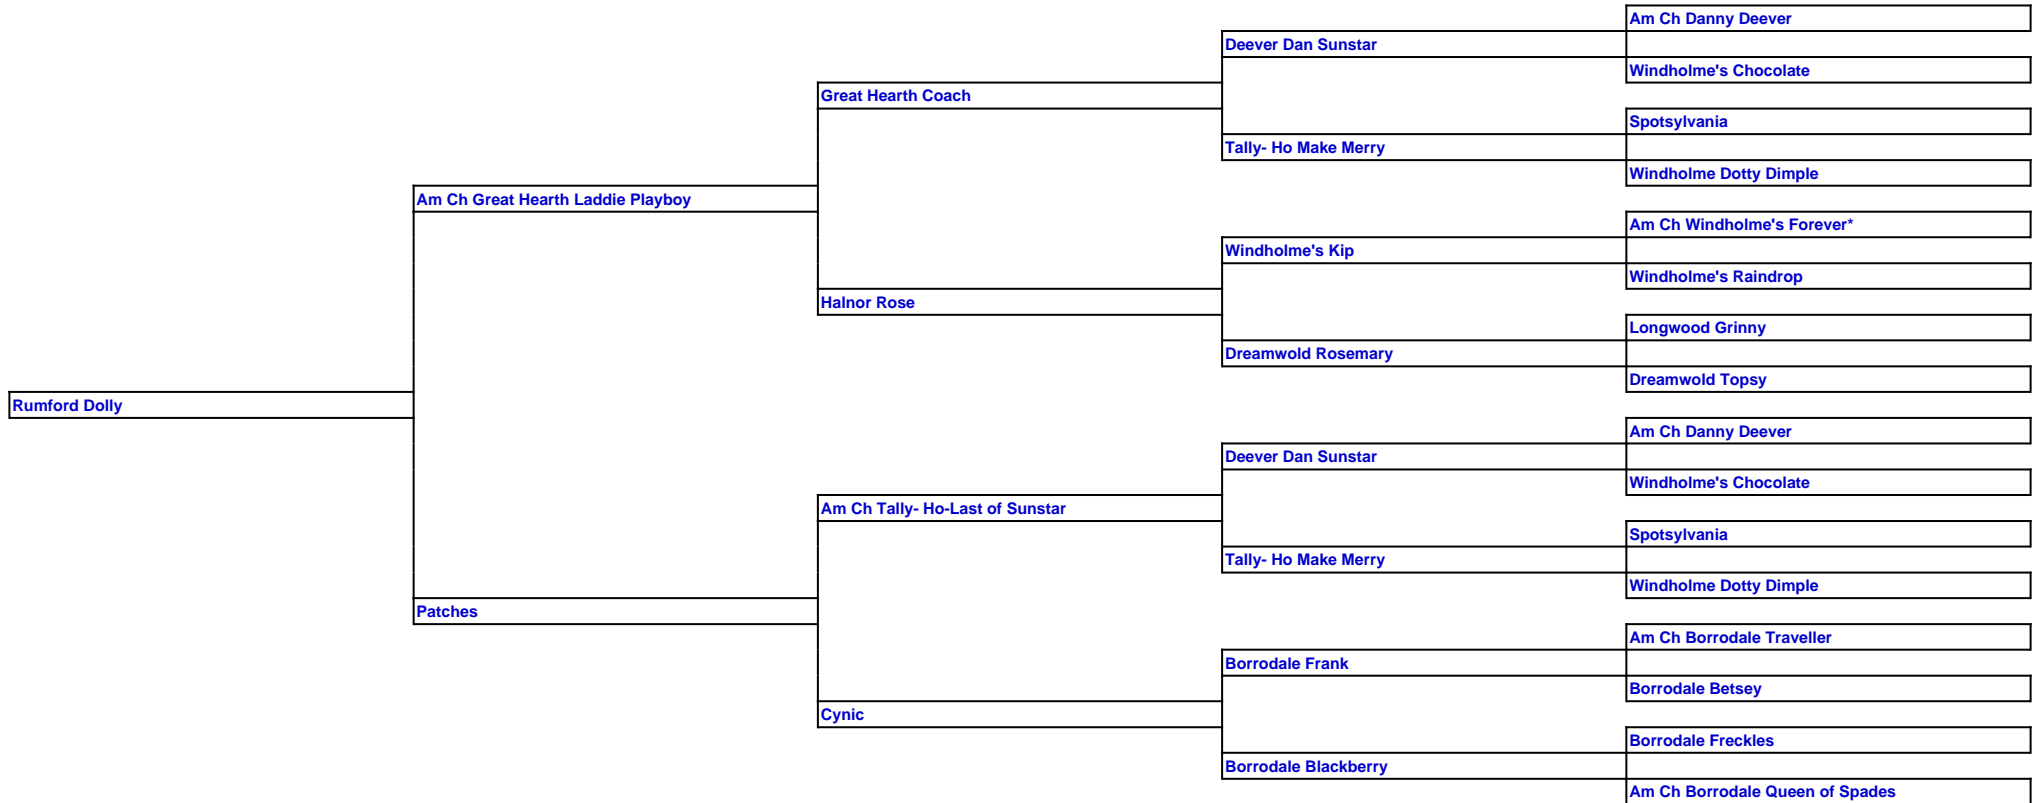 Am Ch Danny Deever
Deever Dan Sunstar
Windholme's Chocolate
Great Hearth Coach
Spotsylvania
Tally- Ho Make Merry
Windholme Dotty Dimple
Am Ch Great Hearth Laddie Playboy
Am Ch Windholme's Forever*
Windholme's Kip
Windholme's Raindrop
Halnor Rose
Longwood Grinny
Dreamwold Rosemary
Dreamwold Topsy
Rumford Dolly
Am Ch Danny Deever
Deever Dan Sunstar
Windholme's Chocolate
Am Ch Tally- Ho-Last of Sunstar
Spotsylvania
Tally- Ho Make Merry
Windholme Dotty Dimple
Patches
Am Ch Borrodale Traveller
Borrodale Frank
Borrodale Betsey
Cynic
Borrodale Freckles
Borrodale Blackberry
Am Ch Borrodale Queen of Spades